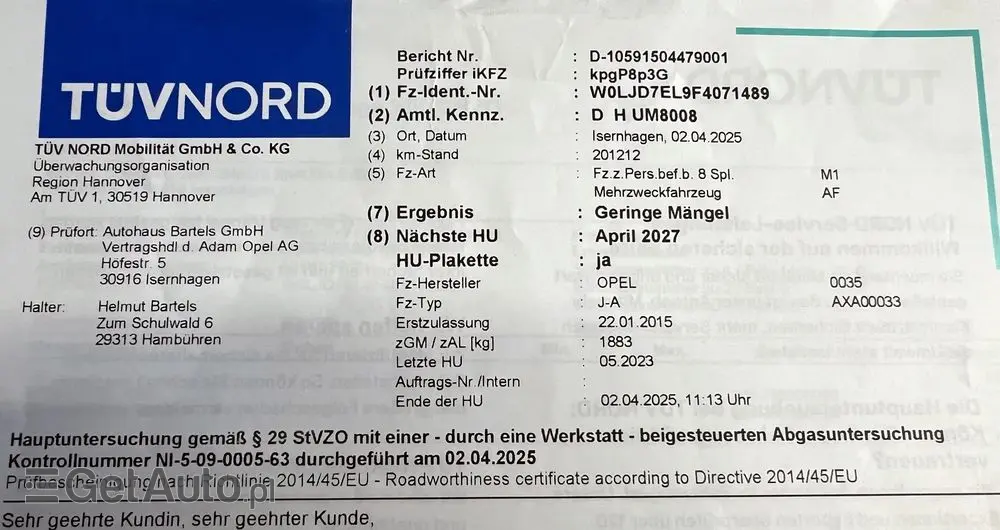 TÜVNORD
TÜV NORD Mobilität GmbH & Co. KG
Überwachungsorganisation
Region Hannover
Am TÜV 1, 30519 Hannover
(9) Prüfort: Autohaus Bartels GmbH
Vertragshdl d. Adam Opel AG
Höfestr. 5
30916 Isernhagen
Halter: Helmut Bartels
Zum Schulwald 6
29313 Hambühren
Bericht Nr. : D-10591504479001
Prüfziffer iKFZ : kpgP8p3G
(1) Fz-Ident.-Nr. : W0LJD7EL9F4071489
(2) Amtl. Kennz. : D H UM8008
(3) Ort, Datum : Isernhagen, 02.04.2025
(4) km-Stand : 201212
(5) Fz-Art : Fz.z.Pers.bef.b. 8 Spl. M1
Mehrzweckfahrzeug AF
(7) Ergebnis : Geringe Mängel
(8) Nächste HU : April 2027
HU-Plakette : ja
Fz-Hersteller : OPEL 0035
Fz-Typ : J-A AXA00033
Erstzulassung : 22.01.2015
zGM / zAL [kg] : 1883
Letzte HU : 05.2023
Auftrags-Nr./Intern :
Ende der HU : 02.04.2025, 11:13 Uhr
Hauptuntersuchung gemäß § 29 StVZO mit einer - durch eine Werkstatt - beigesteuerten Abgasuntersuchung
Kontrollnummer NI-5-09-0005-63 durchgeführt am 02.04.2025
Prüfbescheinigung nach Richtlinie 2014/45/EU - Roadworthiness certificate according to Directive 2014/45/EU
GetAuto.pl
Sehr geehrte Kundin, sehr geehrter Kunde,